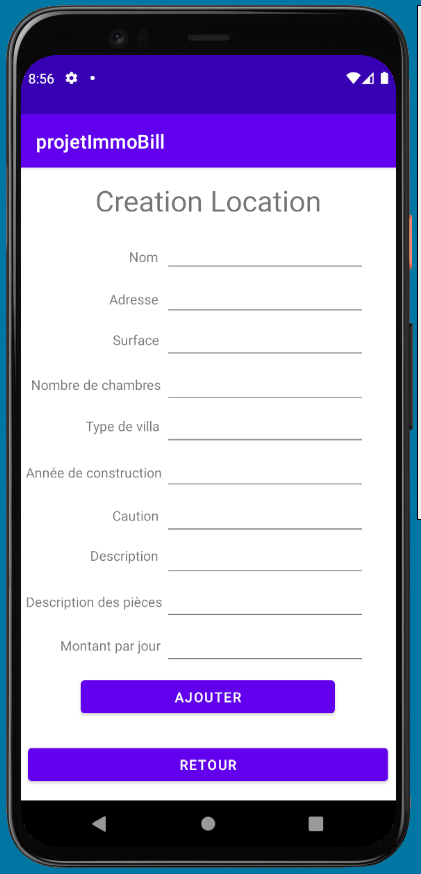 8:56
projetImmoBill
Creation Location
Nom
Adresse
Surface
Nombre de chambres
Type de villa
Année de construction
Caution
Description
Description des pièces
Montant par jour
AJOUTER
RETOUR